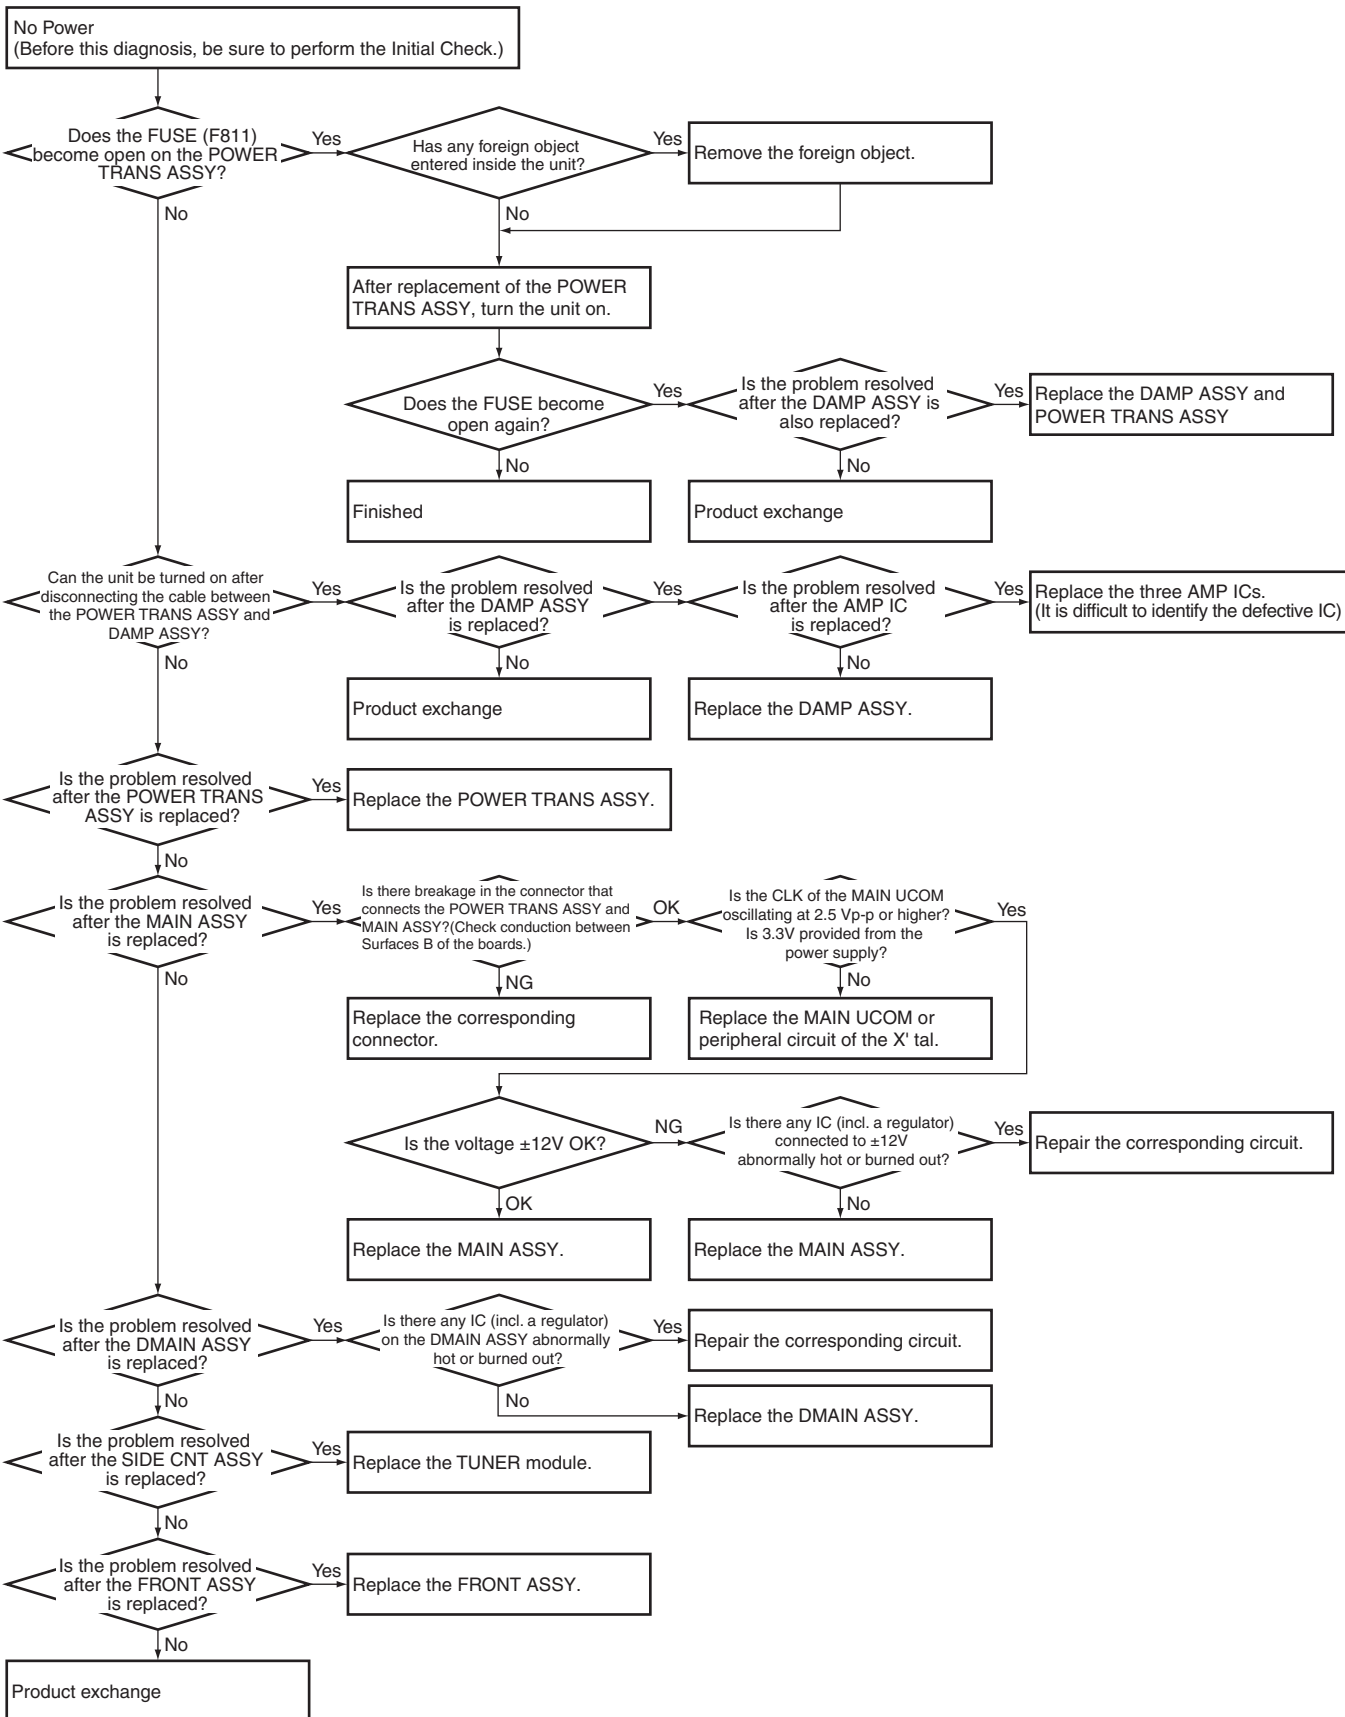 No Power
(Before this diagnosis, be sure to perform the Initial Check.)
Does the FUSE (F811)
become open on the POWER
TRANS ASSY?
Yes
Has any foreign object
entered inside the unit?
Yes
Remove the foreign object.
No
No
After replacement of the POWER
TRANS ASSY, turn the unit on.
Does the FUSE become
open again?
Yes
Is the problem resolved
after the DAMP ASSY is
also replaced?
Yes
Replace the DAMP ASSY and
POWER TRANS ASSY
No
No
Finished
Product exchange
Can the unit be turned on after
disconnecting the cable between
the POWER TRANS ASSY and
DAMP ASSY?
Yes
Is the problem resolved
after the DAMP ASSY
is replaced?
Yes
Is the problem resolved
after the AMP IC
is replaced?
Yes
Replace the three AMP ICs.
(It is difficult to identify the defective IC)
No
No
No
Product exchange
Replace the DAMP ASSY.
Is the problem resolved
after the POWER TRANS
ASSY is replaced?
Yes
Replace the POWER TRANS ASSY.
No
Is the problem resolved
after the MAIN ASSY
is replaced?
Yes
Is there breakage in the connector that
connects the POWER TRANS ASSY and
MAIN ASSY?(Check conduction between
Surfaces B of the boards.)
OK
Is the CLK of the MAIN UCOM
oscillating at 2.5 Vp-p or higher?
Is 3.3V provided from the
power supply?
Yes
No
NG
No
Replace the corresponding
connector.
Replace the MAIN UCOM or
peripheral circuit of the X' tal.
Is the voltage ±12V OK?
NG
Is there any IC (incl. a regulator)
connected to ±12V
abnormally hot or burned out?
Yes
Repair the corresponding circuit.
OK
No
Replace the MAIN ASSY.
Replace the MAIN ASSY.
Is the problem resolved
after the DMAIN ASSY
is replaced?
Yes
Is there any IC (incl. a regulator)
on the DMAIN ASSY abnormally
hot or burned out?
Yes
Repair the corresponding circuit.
No
No
Replace the DMAIN ASSY.
Is the problem resolved
after the SIDE CNT ASSY
is replaced?
Yes
Replace the TUNER module.
No
Is the problem resolved
after the FRONT ASSY
is replaced?
Yes
Replace the FRONT ASSY.
No
Product exchange